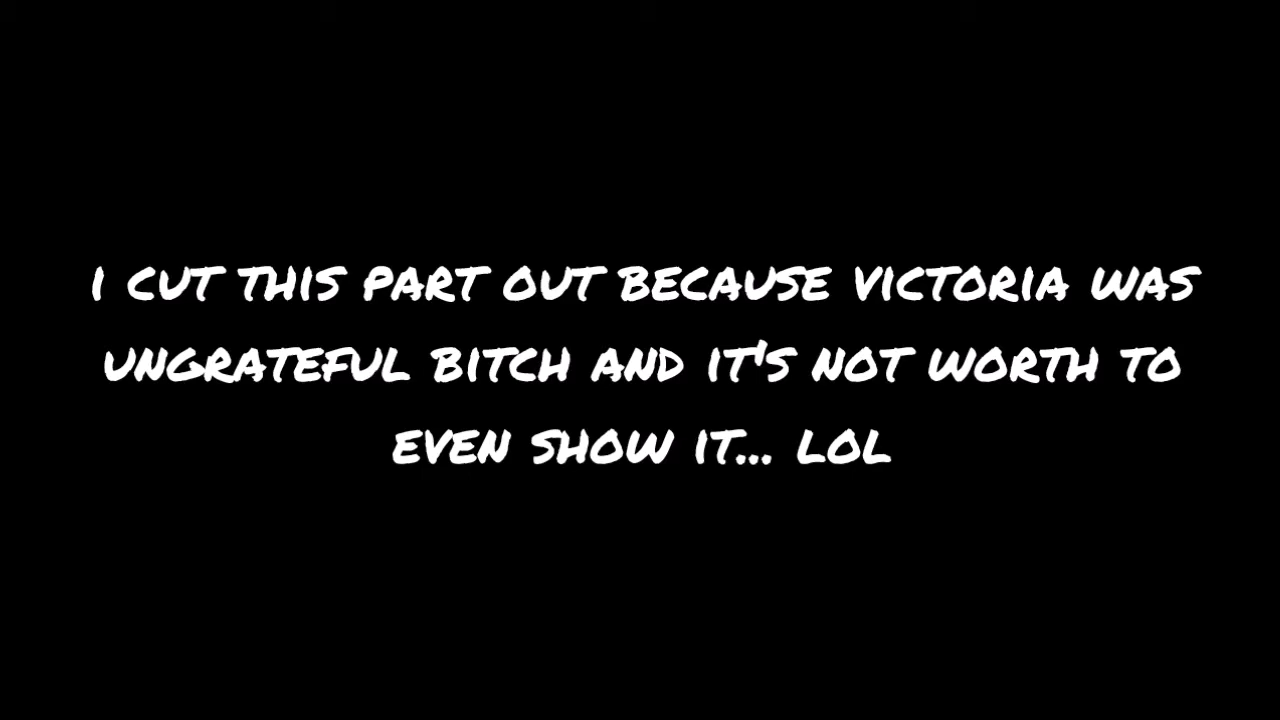 I CUT THIS PART OUT BECAUSE VICTORIA WAS
UNGRATEFUL BITCH AND IT'S NOT WORTH TO
EVEN SHOW IT... LOL